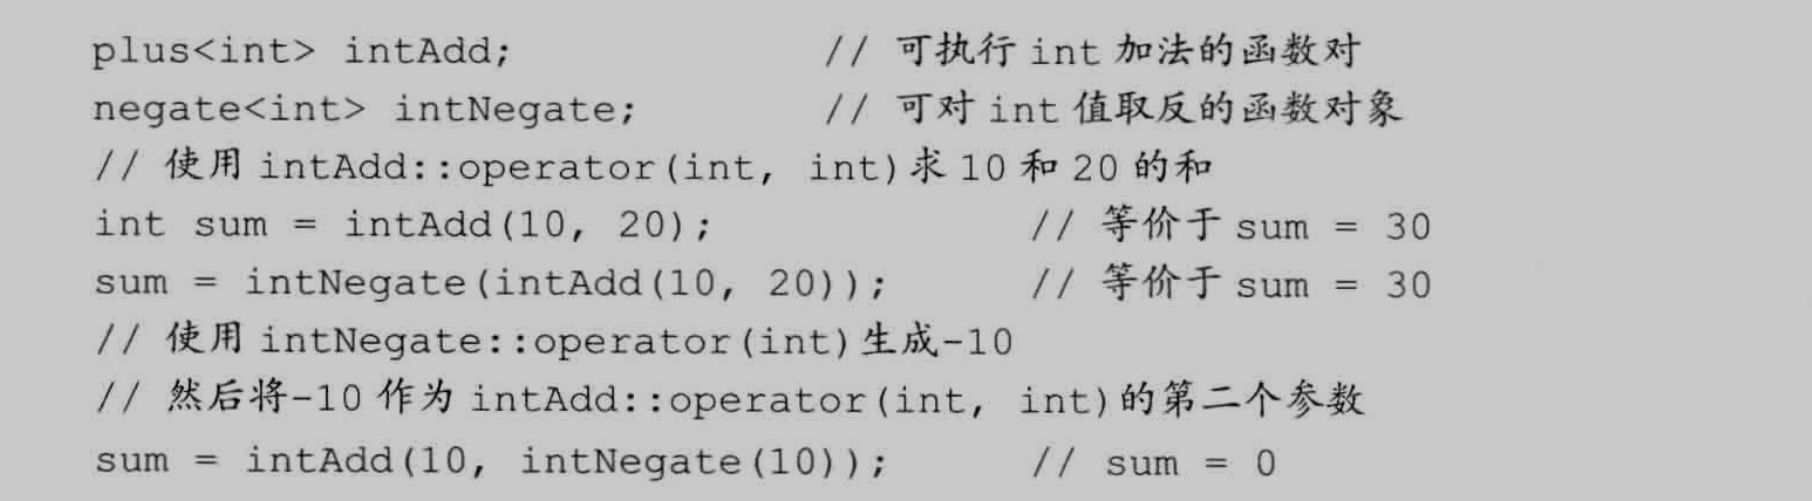 plus<int> intAdd; // 可执行 int 加法的函数对
negate<int> intNegate; // 可对 int 值取反的函数对象
// 使用 intAdd::operator(int, int)求 10 和 20 的和
int sum = intAdd(10, 20); // 等价于 sum = 30
sum = intNegate(intAdd(10, 20)); // 等价于 sum = 30
// 使用 intNegate::operator(int)生成-10
// 然后将-10 作为 intAdd::operator(int, int)的第二个参数
sum = intAdd(10, intNegate(10)); // sum = 0